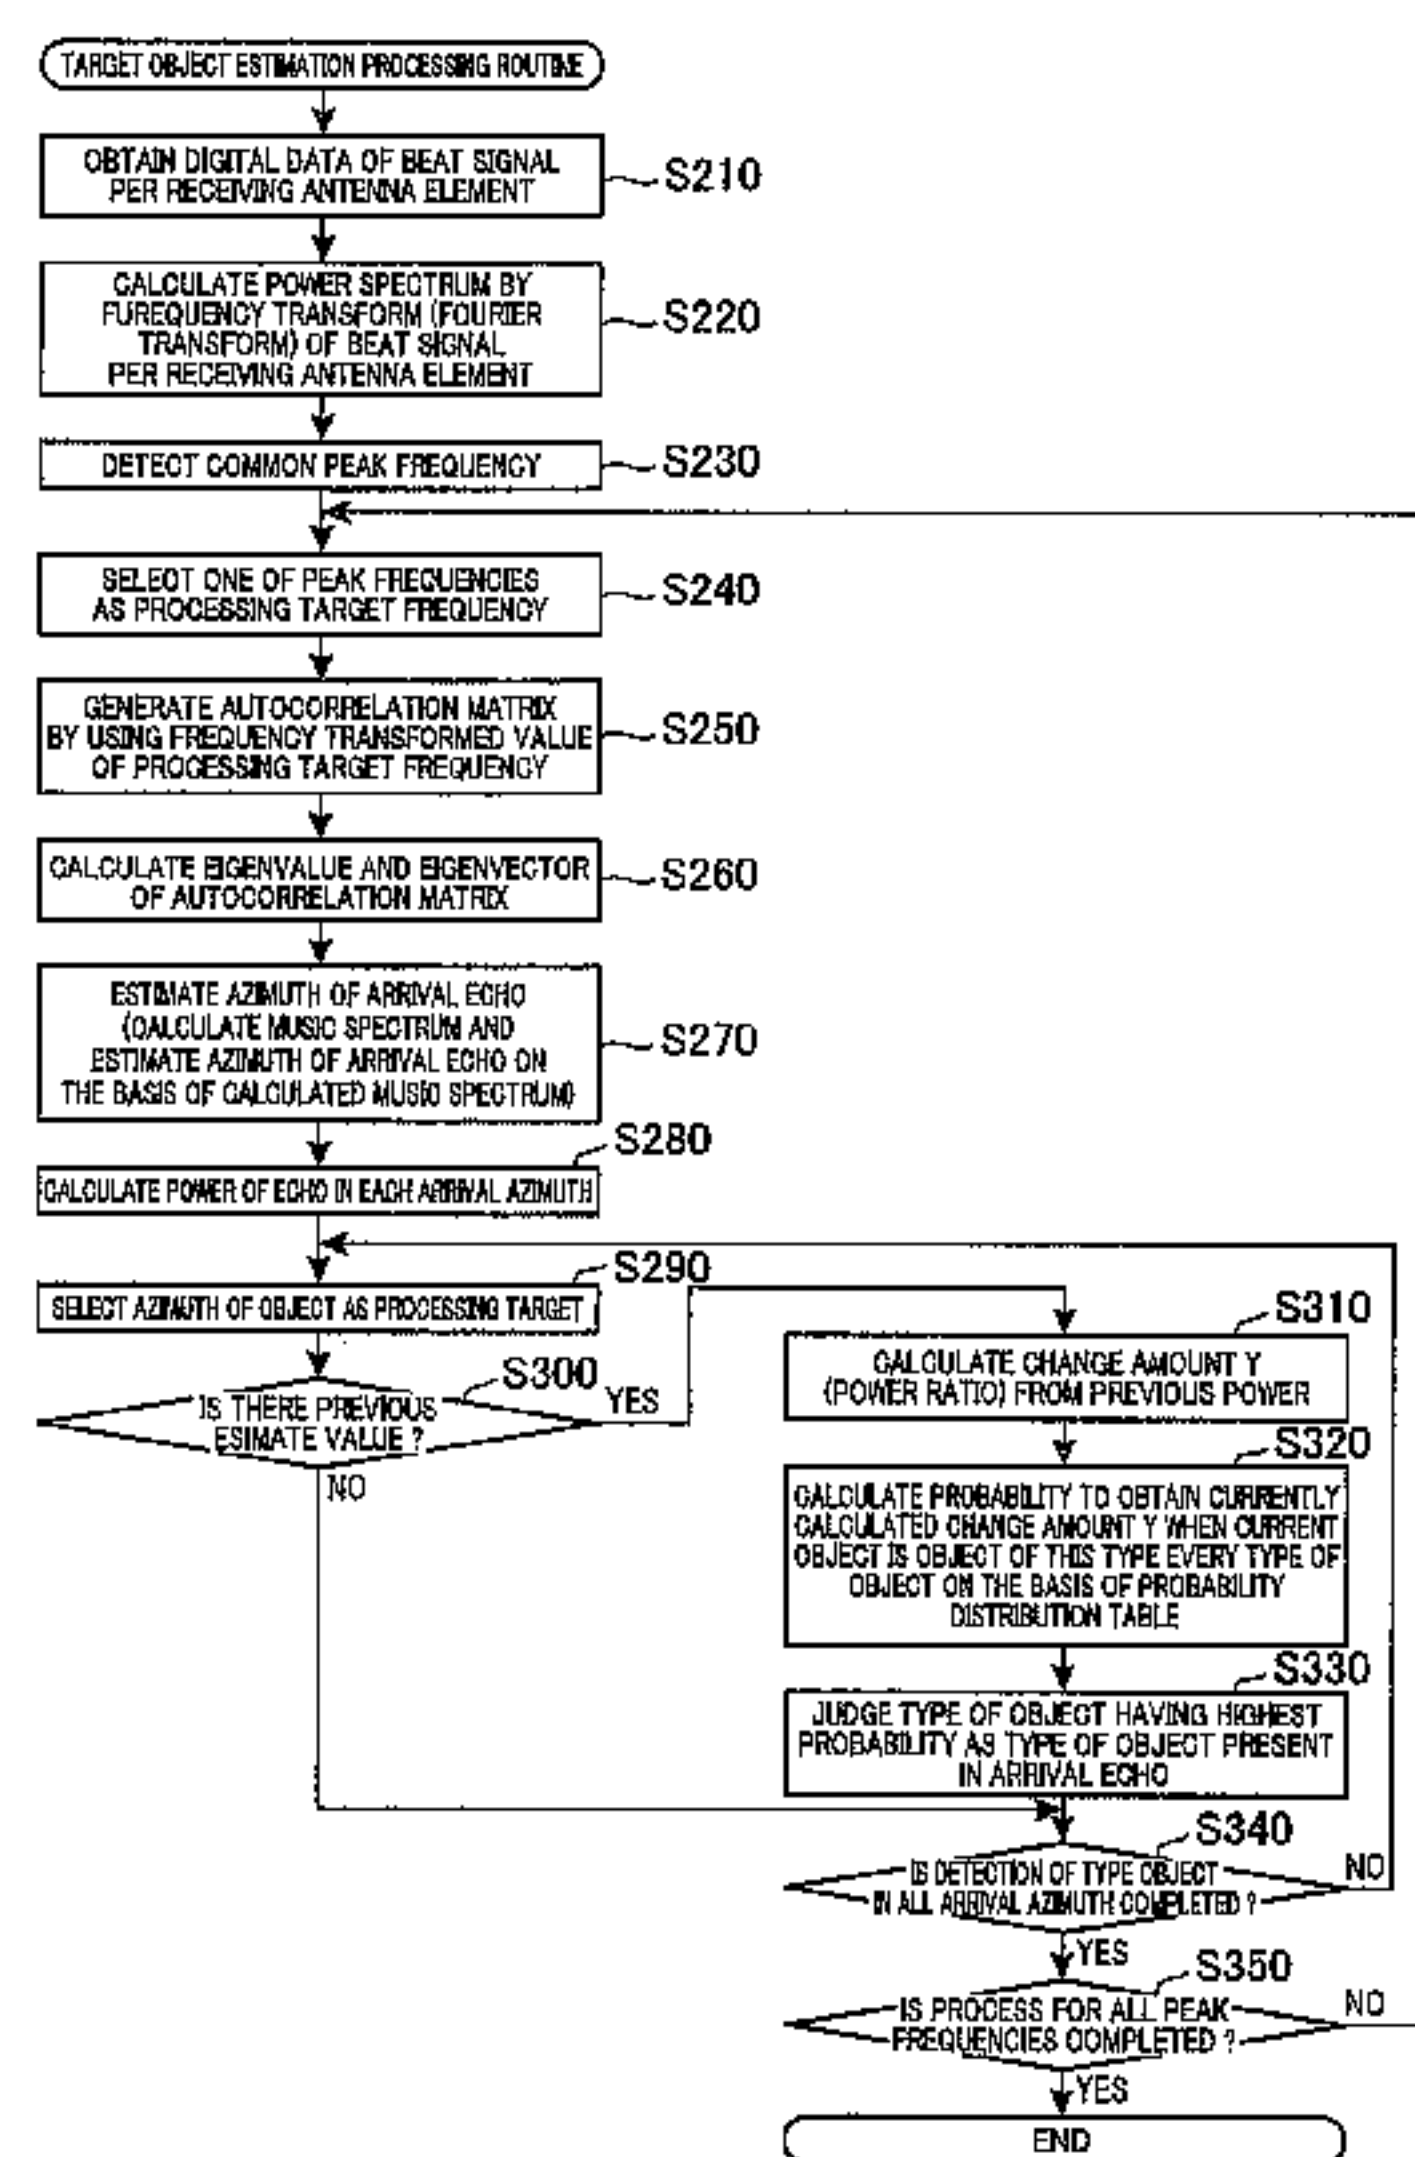 TARGET OBJECT ESTIMATION PROCESSING ROUTINE
OBTAIN DIGITAL DATA OF BEAT SIGNAL
PER RECEIVING ANTENNA ELEMENT
S210
CALCULATE POWER SPECTRUM BY
FUREQUENCY TRANSFORM (FOURIER
TRANSFORM) OF BEAT SIGNAL
PER RECEIVING ANTENNA ELEMENT
S220
DETECT COMMON PEAK FREQUENCY
S230
SELECT ONE OF PEAK FREQUENCIES
AS PROCESSING TARGET FREQUENCY
S240
GENERATE AUTOCORRELATION MATRIX
BY USING FREQUENCY TRANSFORMED VALUE
OF PROCESSING TARGET FREQUENCY
S250
CALCULATE EIGENVALUE AND EIGENVECTOR
OF AUTOCORRELATION MATRIX
S260
ESTIMATE AZIMUTH OF ARRIVAL ECHO
(CALCULATE MUSIC SPECTRUM AND
ESTIMATE AZIMUTH OF ARRIVAL ECHO ON
THE BASIS OF CALCULATED MUSIC SPECTRUM)
S270
S280
CALCULATE POWER OF ECHO IN EACH ARRIVAL AZIMUTH
S290
SELECT AZIMUTH OF OBJECT AS PROCESSING TARGET
S300
IS THERE PREVIOUS
ESIMATE VALUE ?
YES
NO
S310
CALCULATE CHANGE AMOUNT Y
(POWER RATIO) FROM PREVIOUS POWER
S320
CALCULATE PROBABILITY TO OBTAIN CURRENTLY
CALCULATED CHANGE AMOUNT Y WHEN CURRENT
OBJECT IS OBJECT OF THIS TYPE EVERY TYPE OF
OBJECT ON THE BASIS OF PROBABILITY
DISTRIBUTION TABLE
S330
JUDGE TYPE OF OBJECT HAVING HIGHEST
PROBABILITY AS TYPE OF OBJECT PRESENT
IN ARRIVAL ECHO
S340
IS DETECTION OF TYPE OBJECT
IN ALL ARRIVAL AZIMUTH COMPLETED ?
NO
YES
S350
IS PROCESS FOR ALL PEAK
FREQUENCIES COMPLETED ?
NO
YES
END